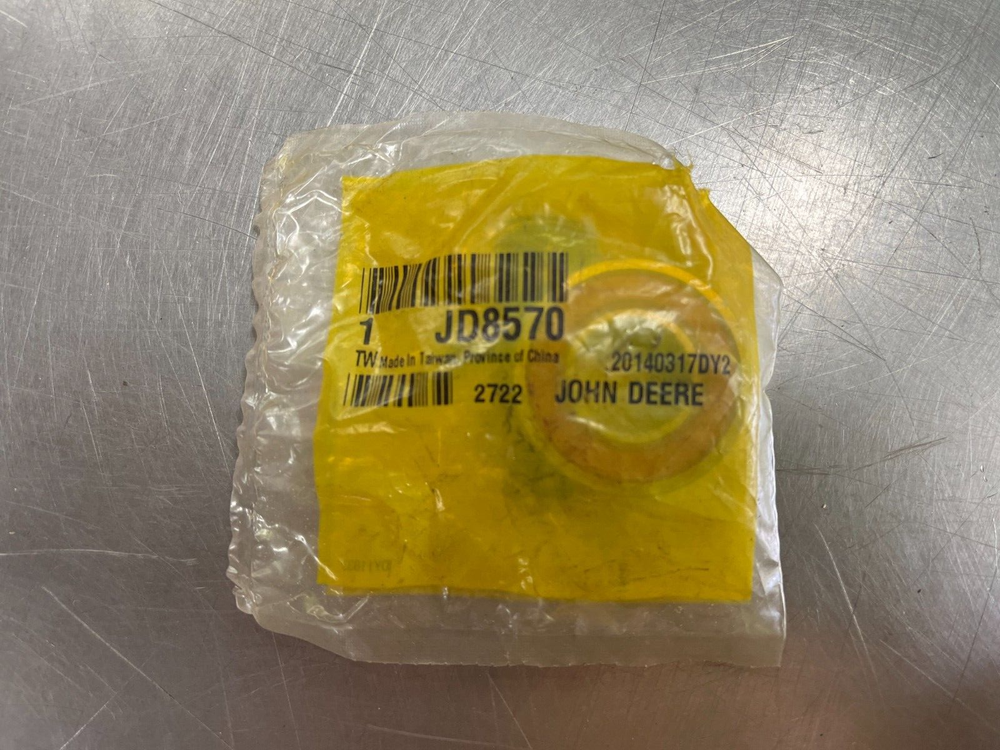 1 JD8570
TW Made In Taiwan, Province of China
20140317DY2
2722 JOHN DEERE